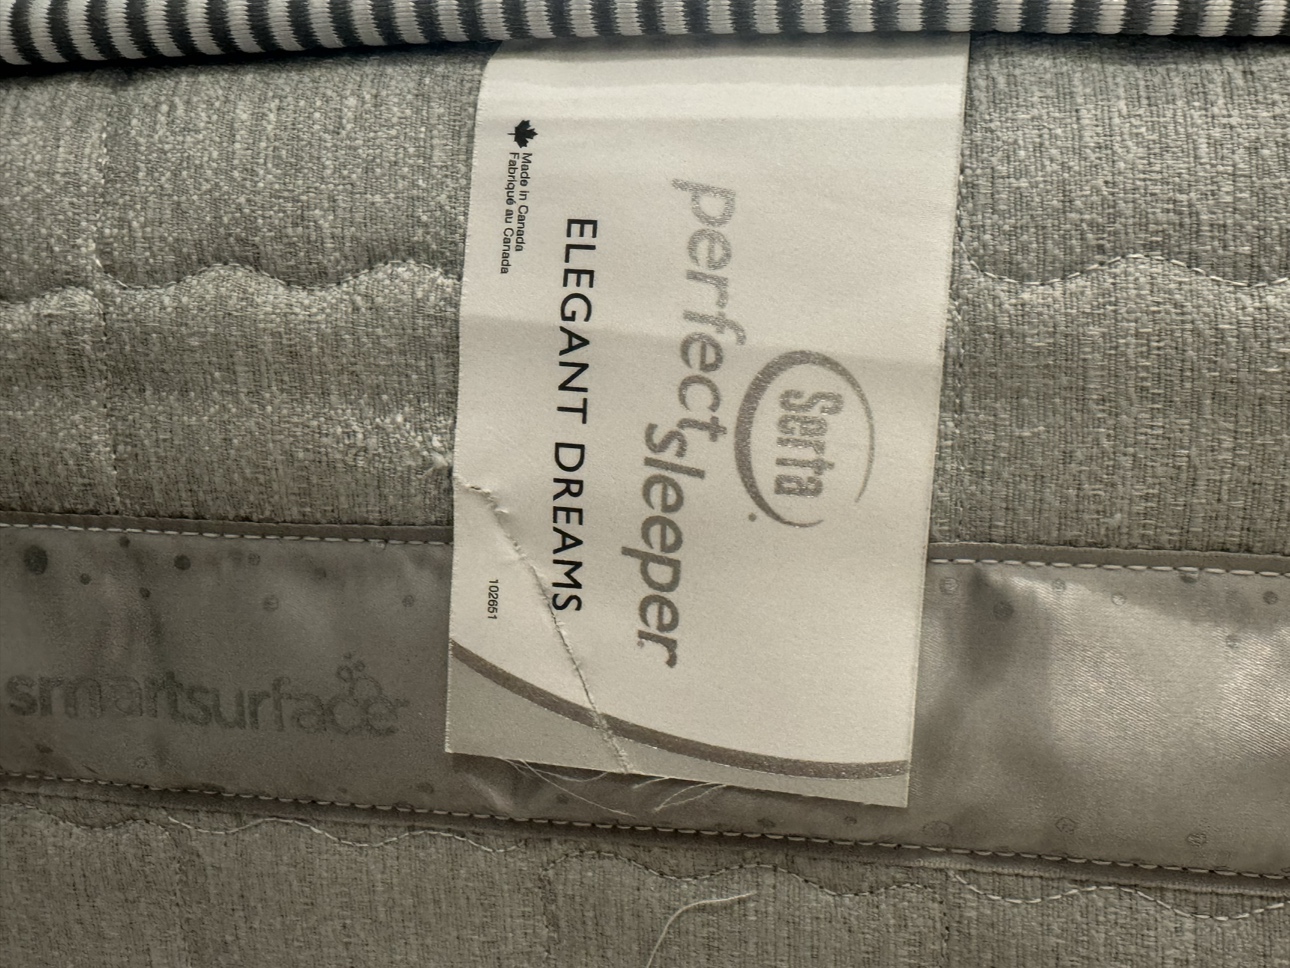 Serta
perfect sleeper
ELEGANT DREAMS
Made in Canada
Fabriqué au Canada
102651
smartsurface